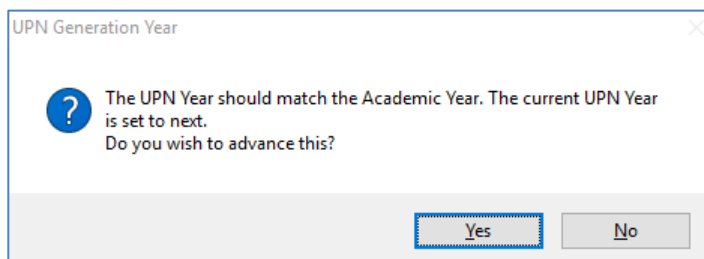 UPN Generation Year
The UPN Year should match the Academic Year. The current UPN Year
is set to next.
Do you wish to advance this?
Yes
No